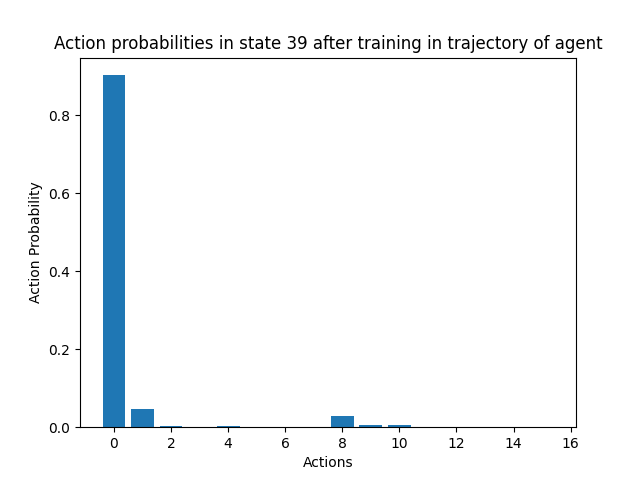 Action probabilities in state 39 after training in trajectory of agent
Action Probability
0.8
0.6
0.4
0.2
0.0
0 2 4 6 8 10 12 14 16
Actions